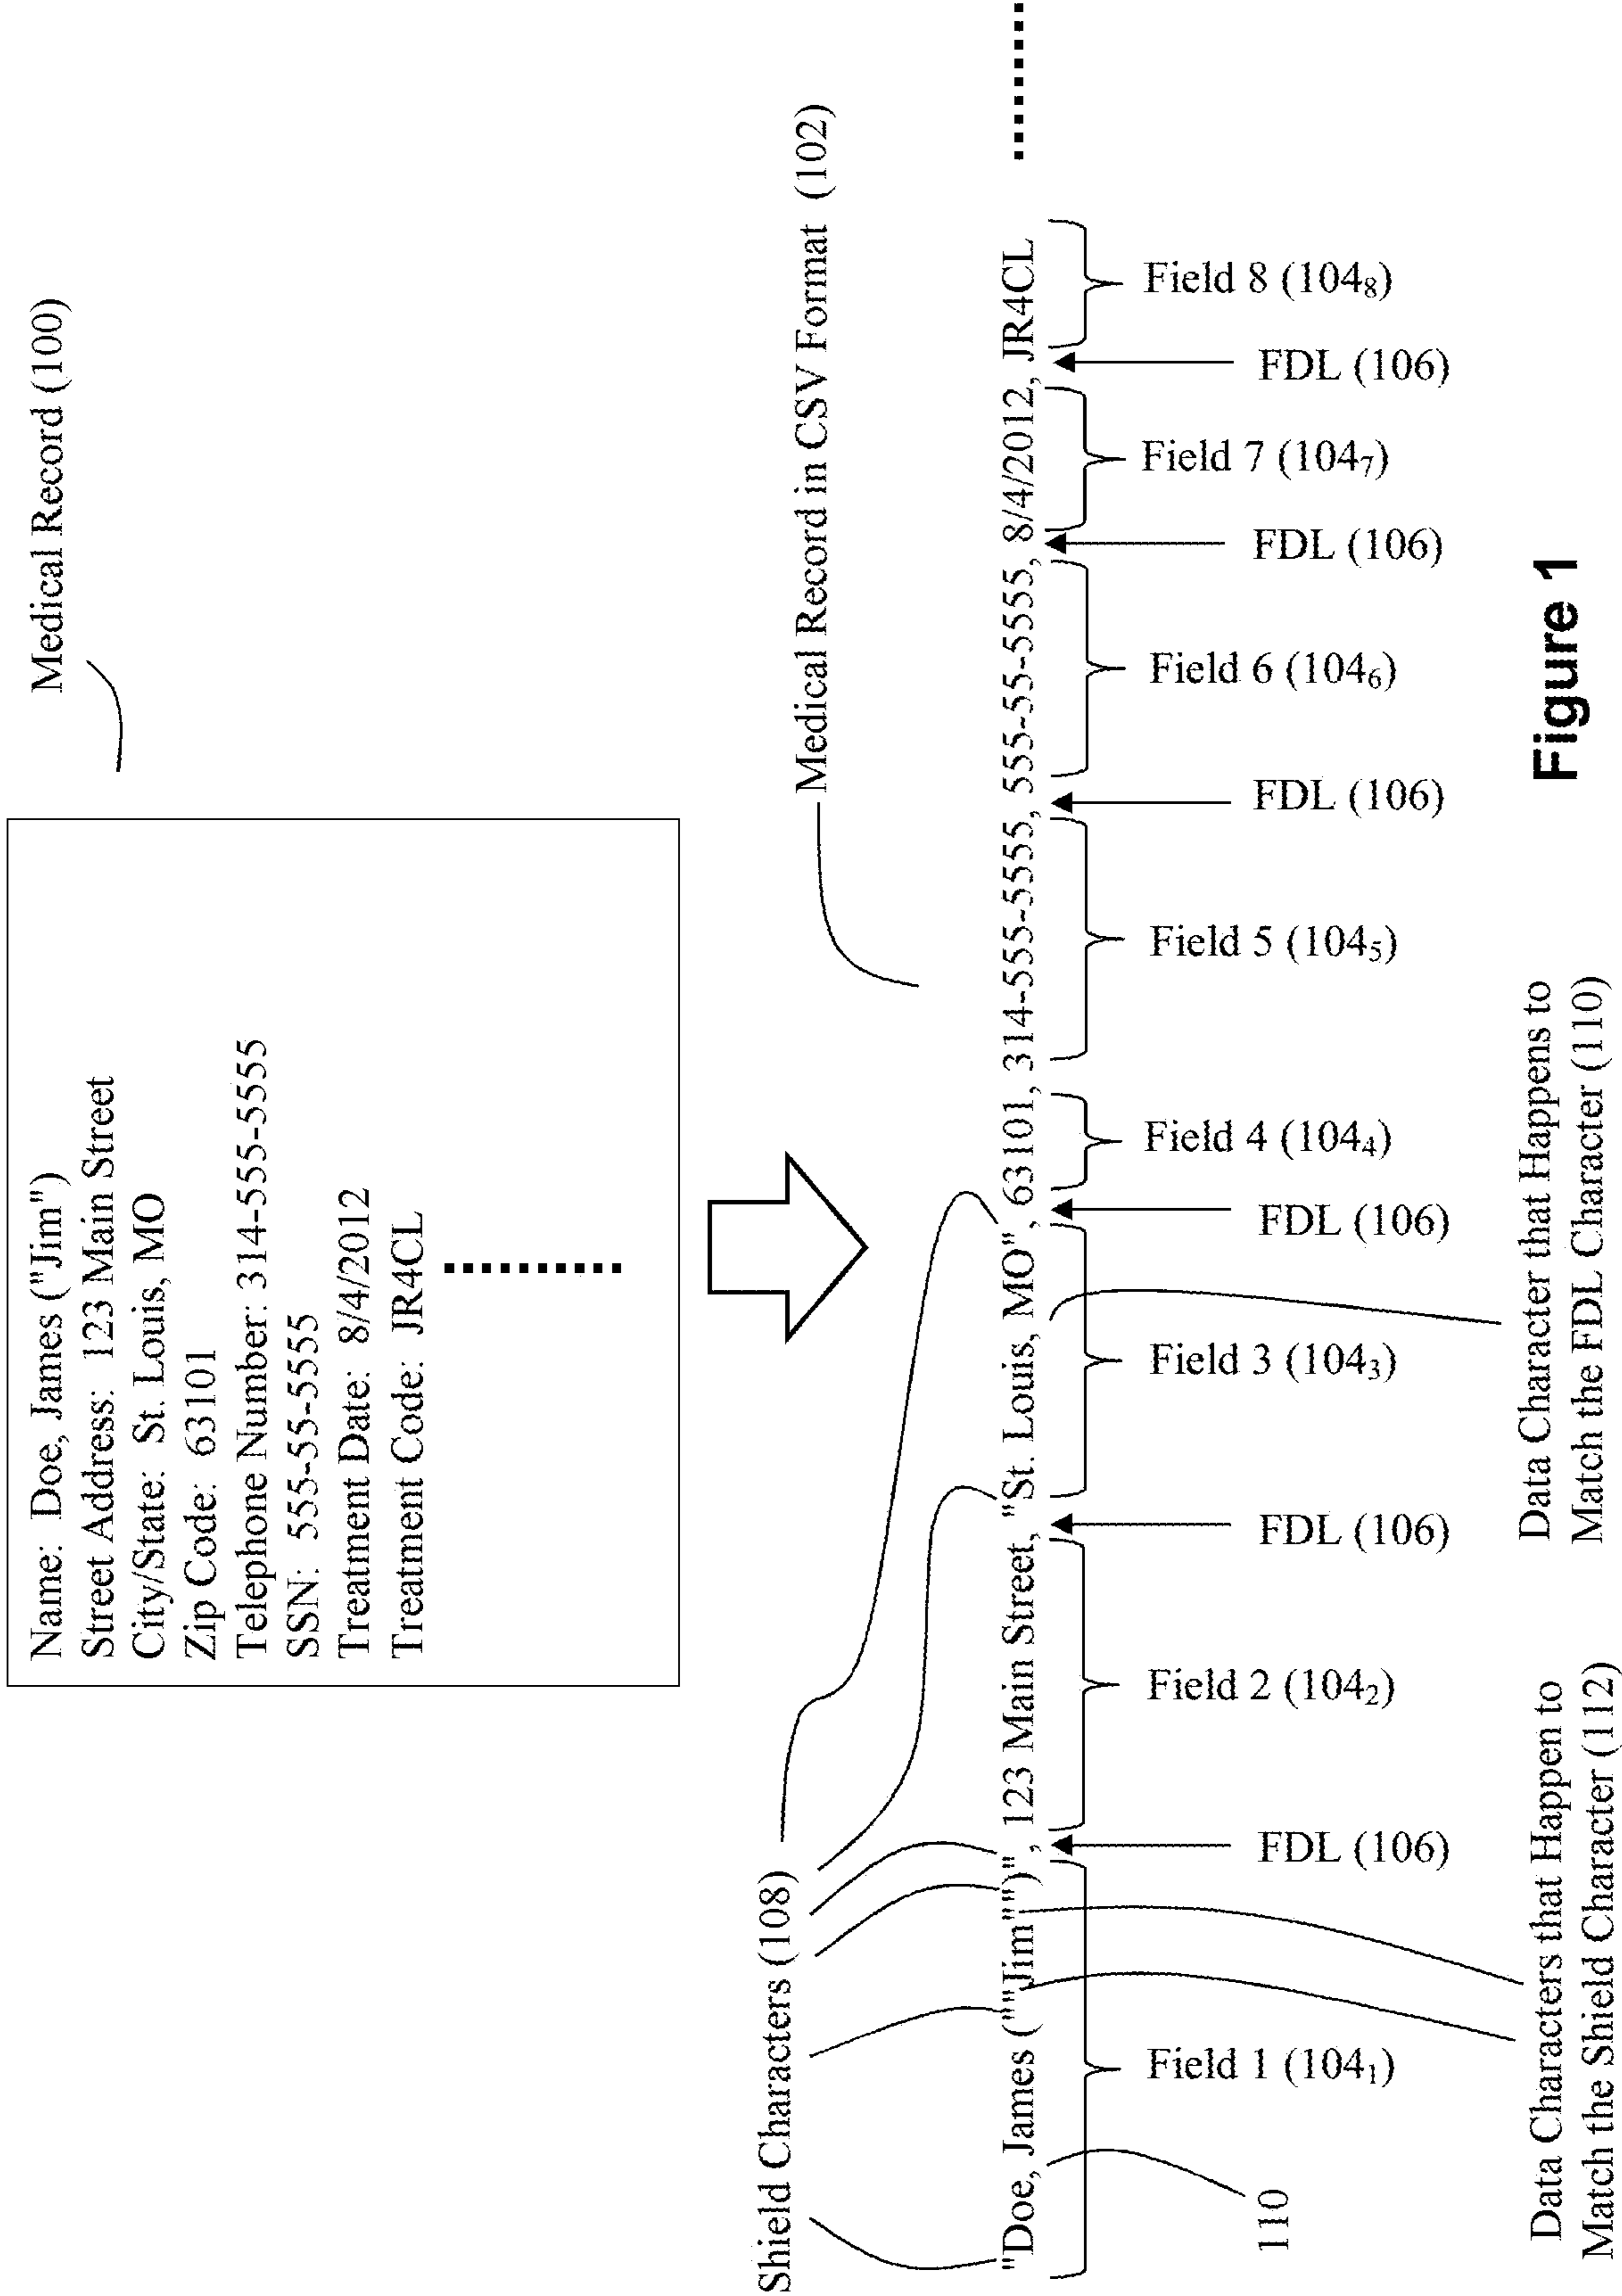 Medical Record (100)
Name: Doe, James ("Jim")
Street Address: 123 Main Street
City/State: St. Louis, MO
Zip Code: 63101
Telephone Number: 314-555-5555
SSN: 555-55-5555
Treatment Date: 8/4/2012
Treatment Code: JR4CL
Shield Characters (108)
Medical Record in CSV Format (102)
"Doe, James (""Jim"")", 123 Main Street, "St. Louis, MO", 63101, 314-555-5555, 555-55-5555, 8/4/2012, JR4CL
Field 1 (104₁)
Field 2 (104₂)
Field 3 (104₃)
Field 4 (104₄)
Field 5 (104₅)
Field 6 (104₆)
Field 7 (104₇)
Field 8 (104₈)
110
FDL (106)
FDL (106)
FDL (106)
FDL (106)
FDL (106)
FDL (106)
Data Characters that Happen to
Match the Shield Character (112)
Data Character that Happens to
Match the FDL Character (110)
Figure 1